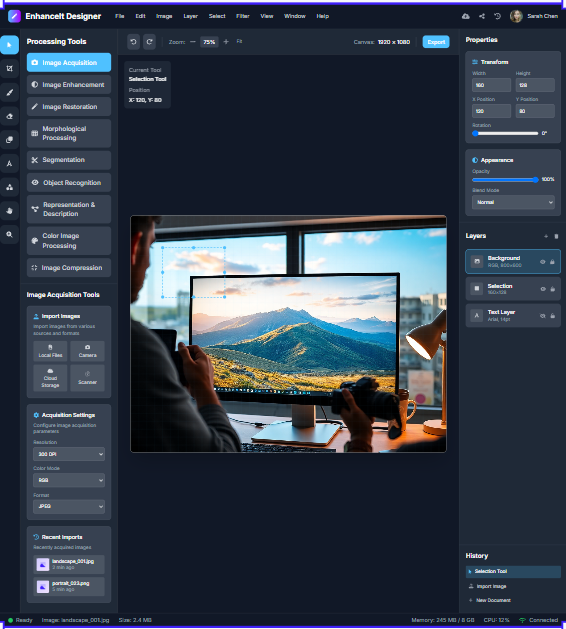 EnhanceIt Designer
File Edit Image Layer Select Filter View Window Help
Sarah Chen
Processing Tools
Image Acquisition
Image Enhancement
Image Restoration
Morphological
Processing
Segmentation
Object Recognition
Representation &
Description
Color Image
Processing
Image Compression
Image Acquisition Tools
Import Images
Import images from various
sources and formats
Local Files
Camera
Cloud
Storage
Scanner
Acquisition Settings
Configure image acquisition
parameters
Resolution
300 DPI
Color Mode
RGB
Format
JPEG
Recent Imports
Recently acquired images
landscape_001.jpg
2 min ago
portrait_023.png
5 min ago
Zoom: 75% Fit
Canvas: 1920 x 1080
Export
Current Tool
Selection Tool
Position
X: 120, Y: 80
Properties
Transform
Width
Height
160
128
X Position
Y Position
120
80
Rotation
0°
Appearance
Opacity
100%
Blend Mode
Normal
Layers
Background
RGB, 800x600
Selection
160x128
Text Layer
Arial, 14pt
History
Selection Tool
Import Image
New Document
Ready
Image: landscape_001.jpg
Size: 2.4 MB
Memory: 245 MB / 8 GB
CPU: 12%
Connected